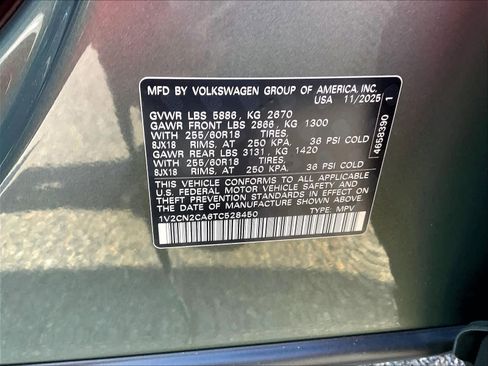 MFD BY VOLKSWAGEN GROUP OF AMERICA, INC.
USA 11/2025
GVWR LBS 5886, KG 2670
GAWR FRONT LBS 2866, KG 1300
WITH 255/60R18 TIRES,
8JX18 RIMS, AT 250 KPA, 36 PSI COLD
GAWR REAR LBS 3131, KG 1420
WITH 255/60R18 TIRES,
8JX18 RIMS, AT 250 KPA, 36 PSI COLD
THIS VEHICLE CONFORMS TO ALL APPLICABLE
U.S. FEDERAL MOTOR VEHICLE SAFETY AND
THEFT PREVENTION STANDARDS IN EFFECT
ON THE DATE OF MANUFACTURE SHOWN ABOVE.
1V2CN2CA6TC528450 TYPE: MPV
4658390 1